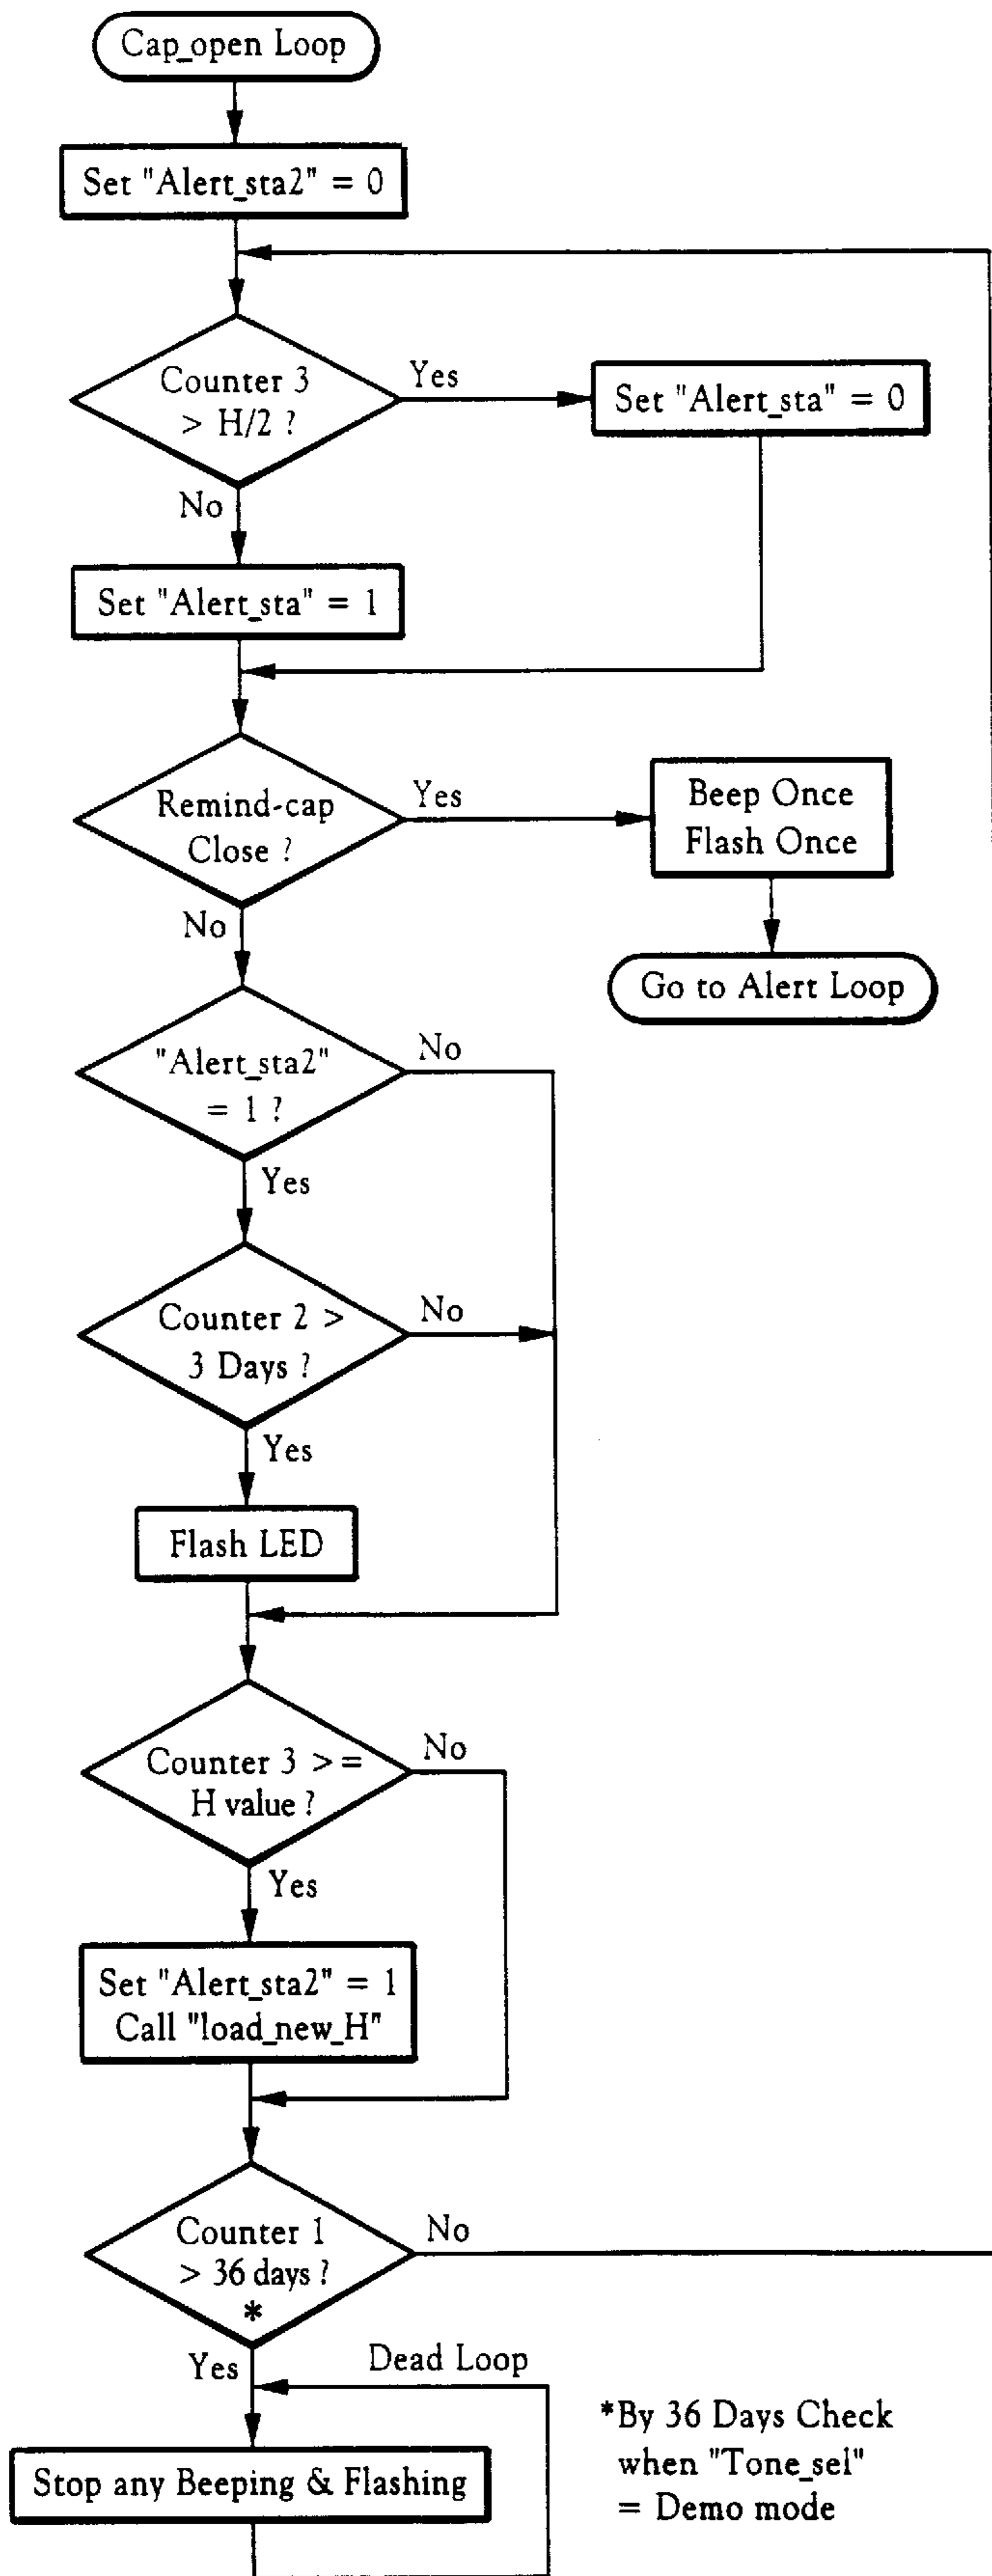 Cap_open Loop
Set "Alert_sta2" = 0
Counter 3
> H/2 ?
Yes
Set "Alert_sta" = 0
No
Set "Alert_sta" = 1
Remind-cap
Close ?
Yes
Beep Once
Flash Once
No
Go to Alert Loop
"Alert_sta2"
= 1 ?
No
Yes
Counter 2 >
3 Days ?
No
Yes
Flash LED
Counter 3 >=
H value ?
No
Yes
Set "Alert_sta2" = 1
Call "load_new_H"
Counter 1
> 36 days ?
*
No
Yes
Dead Loop
Stop any Beeping & Flashing
*By 36 Days Check
when "Tone_sel"
= Demo mode